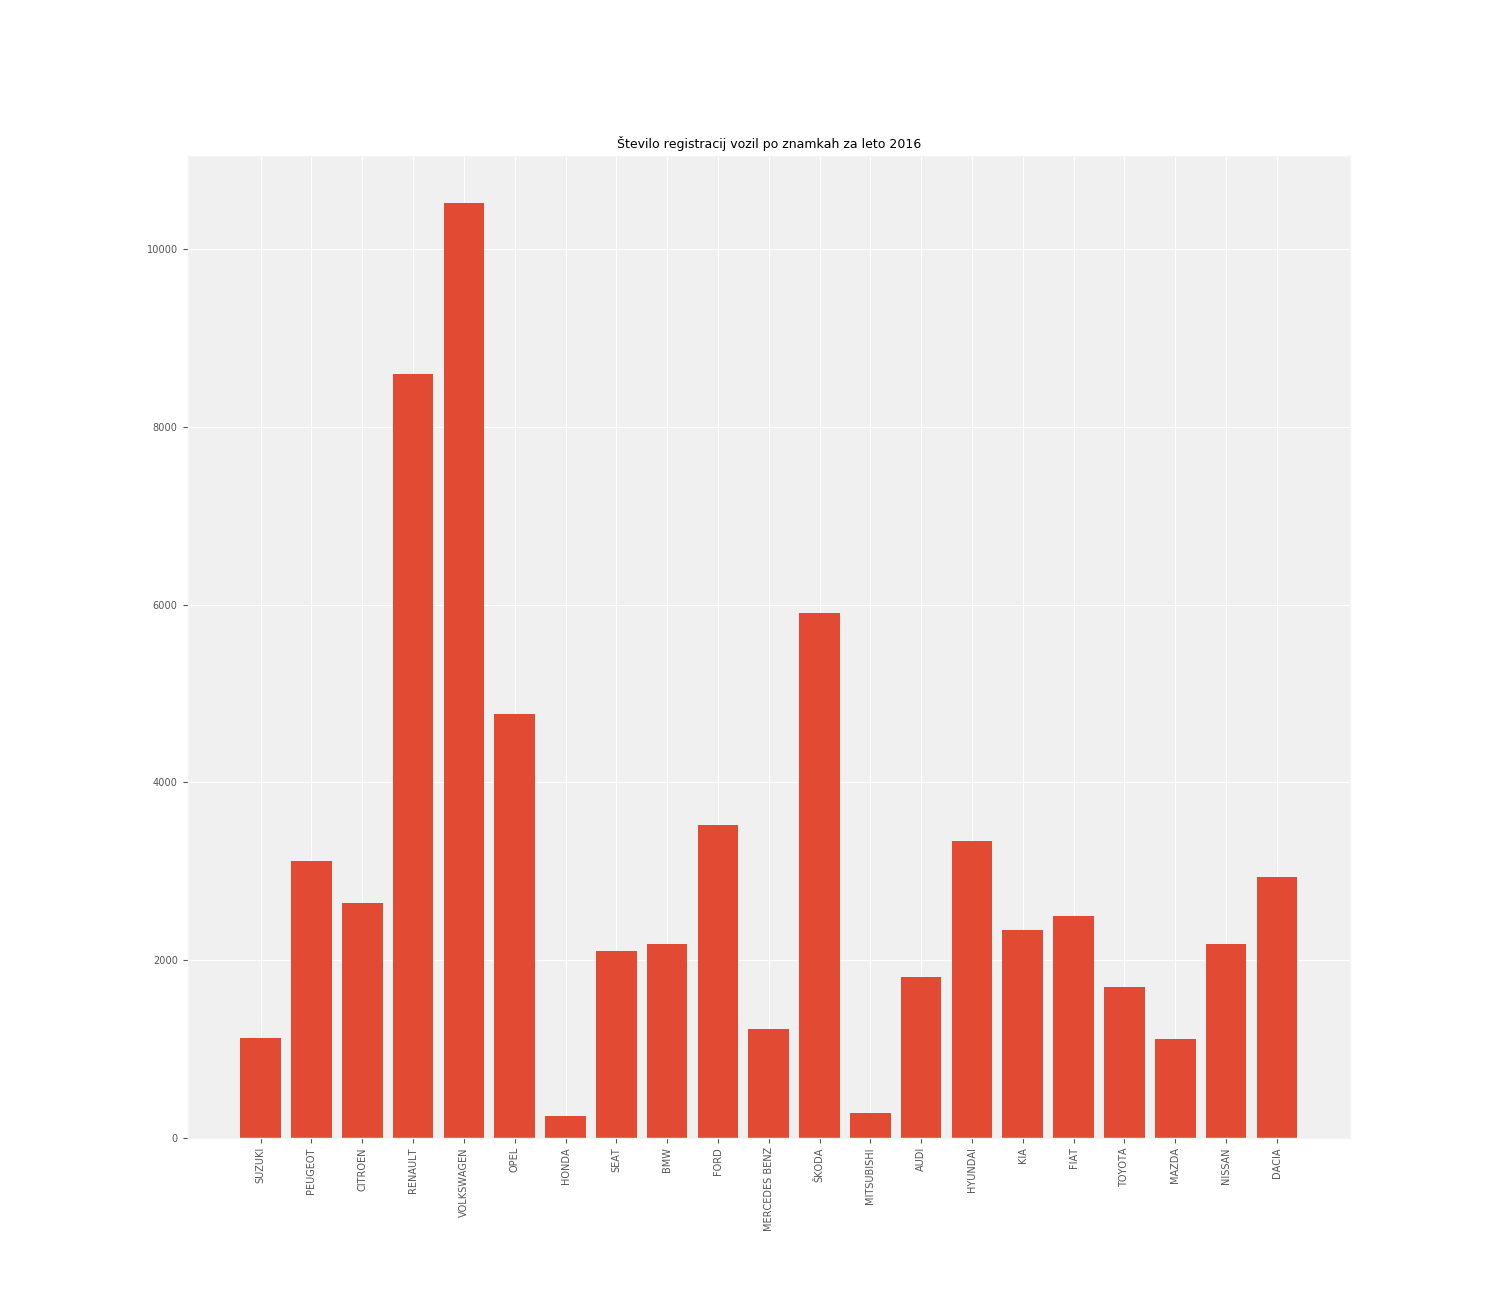 Število registracij vozil po znamkah za leto 2016
10000
8000
6000
4000
2000
0
SUZUKI
PEUGEOT
CITROEN
RENAULT
VOLKSWAGEN
OPEL
HONDA
SEAT
BMW
FORD
MERCEDES BENZ
ŠKODA
MITSUBISHI
AUDI
HYUNDAI
KIA
FIAT
TOYOTA
MAZDA
NISSAN
DACIA